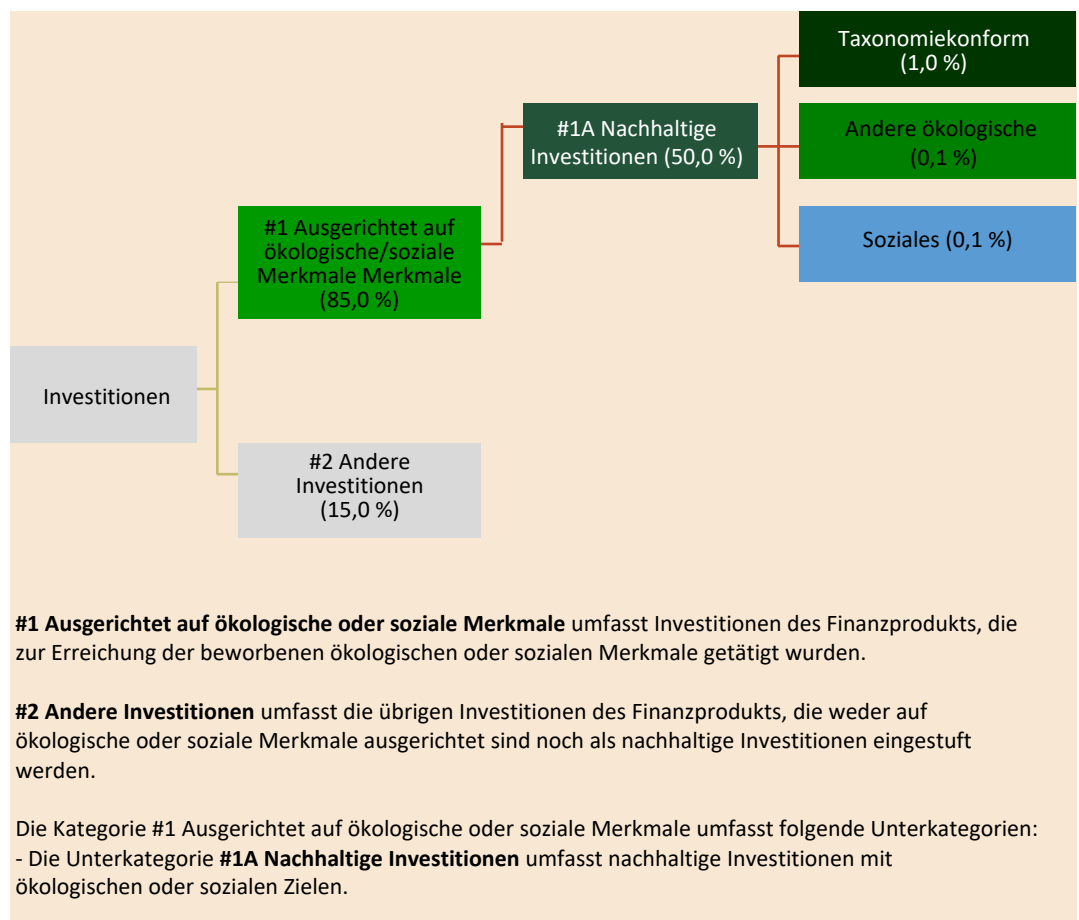 Taxonomiekonform
(1,0 %)
#1A Nachhaltige
Investitionen (50,0 %)
Andere ökologische
(0,1 %)
Soziales (0,1 %)
#1 Ausgerichtet auf
ökologische/soziale
Merkmale Merkmale
(85,0 %)
Investitionen
#2 Andere
Investitionen
(15,0 %)
#1 Ausgerichtet auf ökologische oder soziale Merkmale umfasst Investitionen des Finanzprodukts, die
zur Erreichung der beworbenen ökologischen oder sozialen Merkmale getätigt wurden.
#2 Andere Investitionen umfasst die übrigen Investitionen des Finanzprodukts, die weder auf
ökologische oder soziale Merkmale ausgerichtet sind noch als nachhaltige Investitionen eingestuft
werden.
Die Kategorie #1 Ausgerichtet auf ökologische oder soziale Merkmale umfasst folgende Unterkategorien:
- Die Unterkategorie #1A Nachhaltige Investitionen umfasst nachhaltige Investitionen mit
ökologischen oder sozialen Zielen.